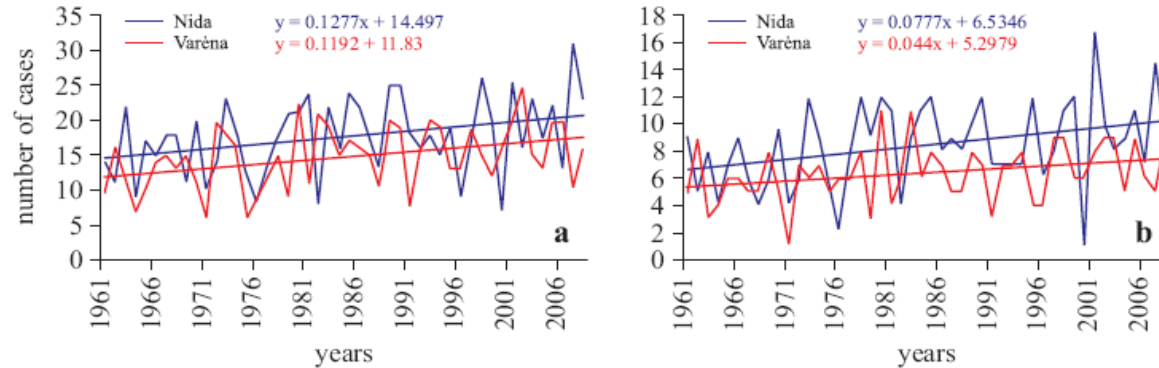 35
30
25
20
15
10
5
0
number of cases
Nida y = 0.1277x + 14.497
Varėna y = 0.1192 + 11.83
a
1961 1966 1971 1976 1981 1986 1991 1996 2001 2006
years
18
16
14
12
10
8
6
4
2
0
Nida y = 0.0777x + 6.5346
Varėna y = 0.044x + 5.2979
b
1961 1966 1971 1976 1981 1986 1991 1996 2001 2006
years